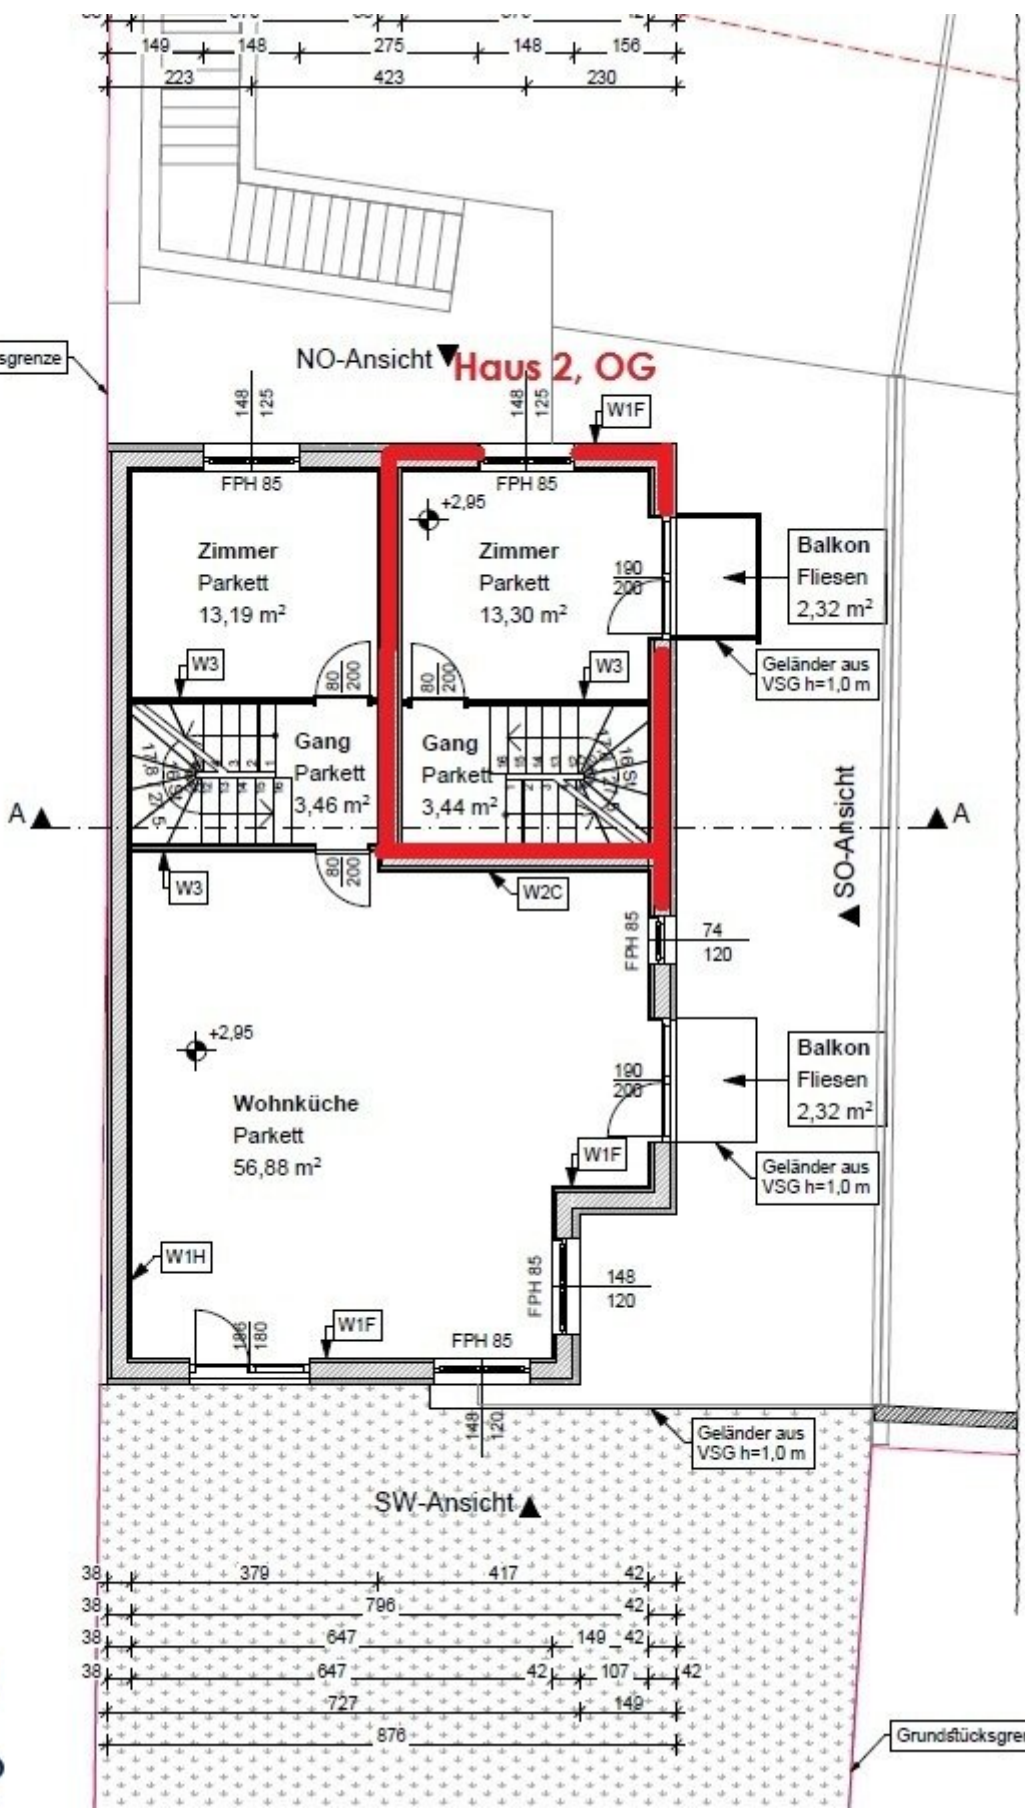 149 148 275 148 156
223 423 230
sgrenze
NO-Ansicht
Haus 2, OG
148
125
148
125
W1F
FPH 85
FPH 85
+2,95
Zimmer
Parkett
13,19 m²
Zimmer
Parkett
13,30 m²
190
200
Balkon
Fliesen
2,32 m²
Geländer aus
VSG h=1,0 m
W3
80
200
80
200
W3
Gang
Parkett
3,46 m²
Gang
Parkett
3,44 m²
A
A
SO-Ansicht
W3
80
200
W2C
FPH 85
74
120
+2,95
190
200
Balkon
Fliesen
2,32 m²
Wohnküche
Parkett
56,88 m²
W1F
Geländer aus
VSG h=1,0 m
W1H
FPH 85
148
120
W1F
180
FPH 85
148
120
Geländer aus
VSG h=1,0 m
SW-Ansicht
38 379 417 42
38 796 42
38 647 149 42
38 647 42 107 42
727 149
876
Grundstücksgre